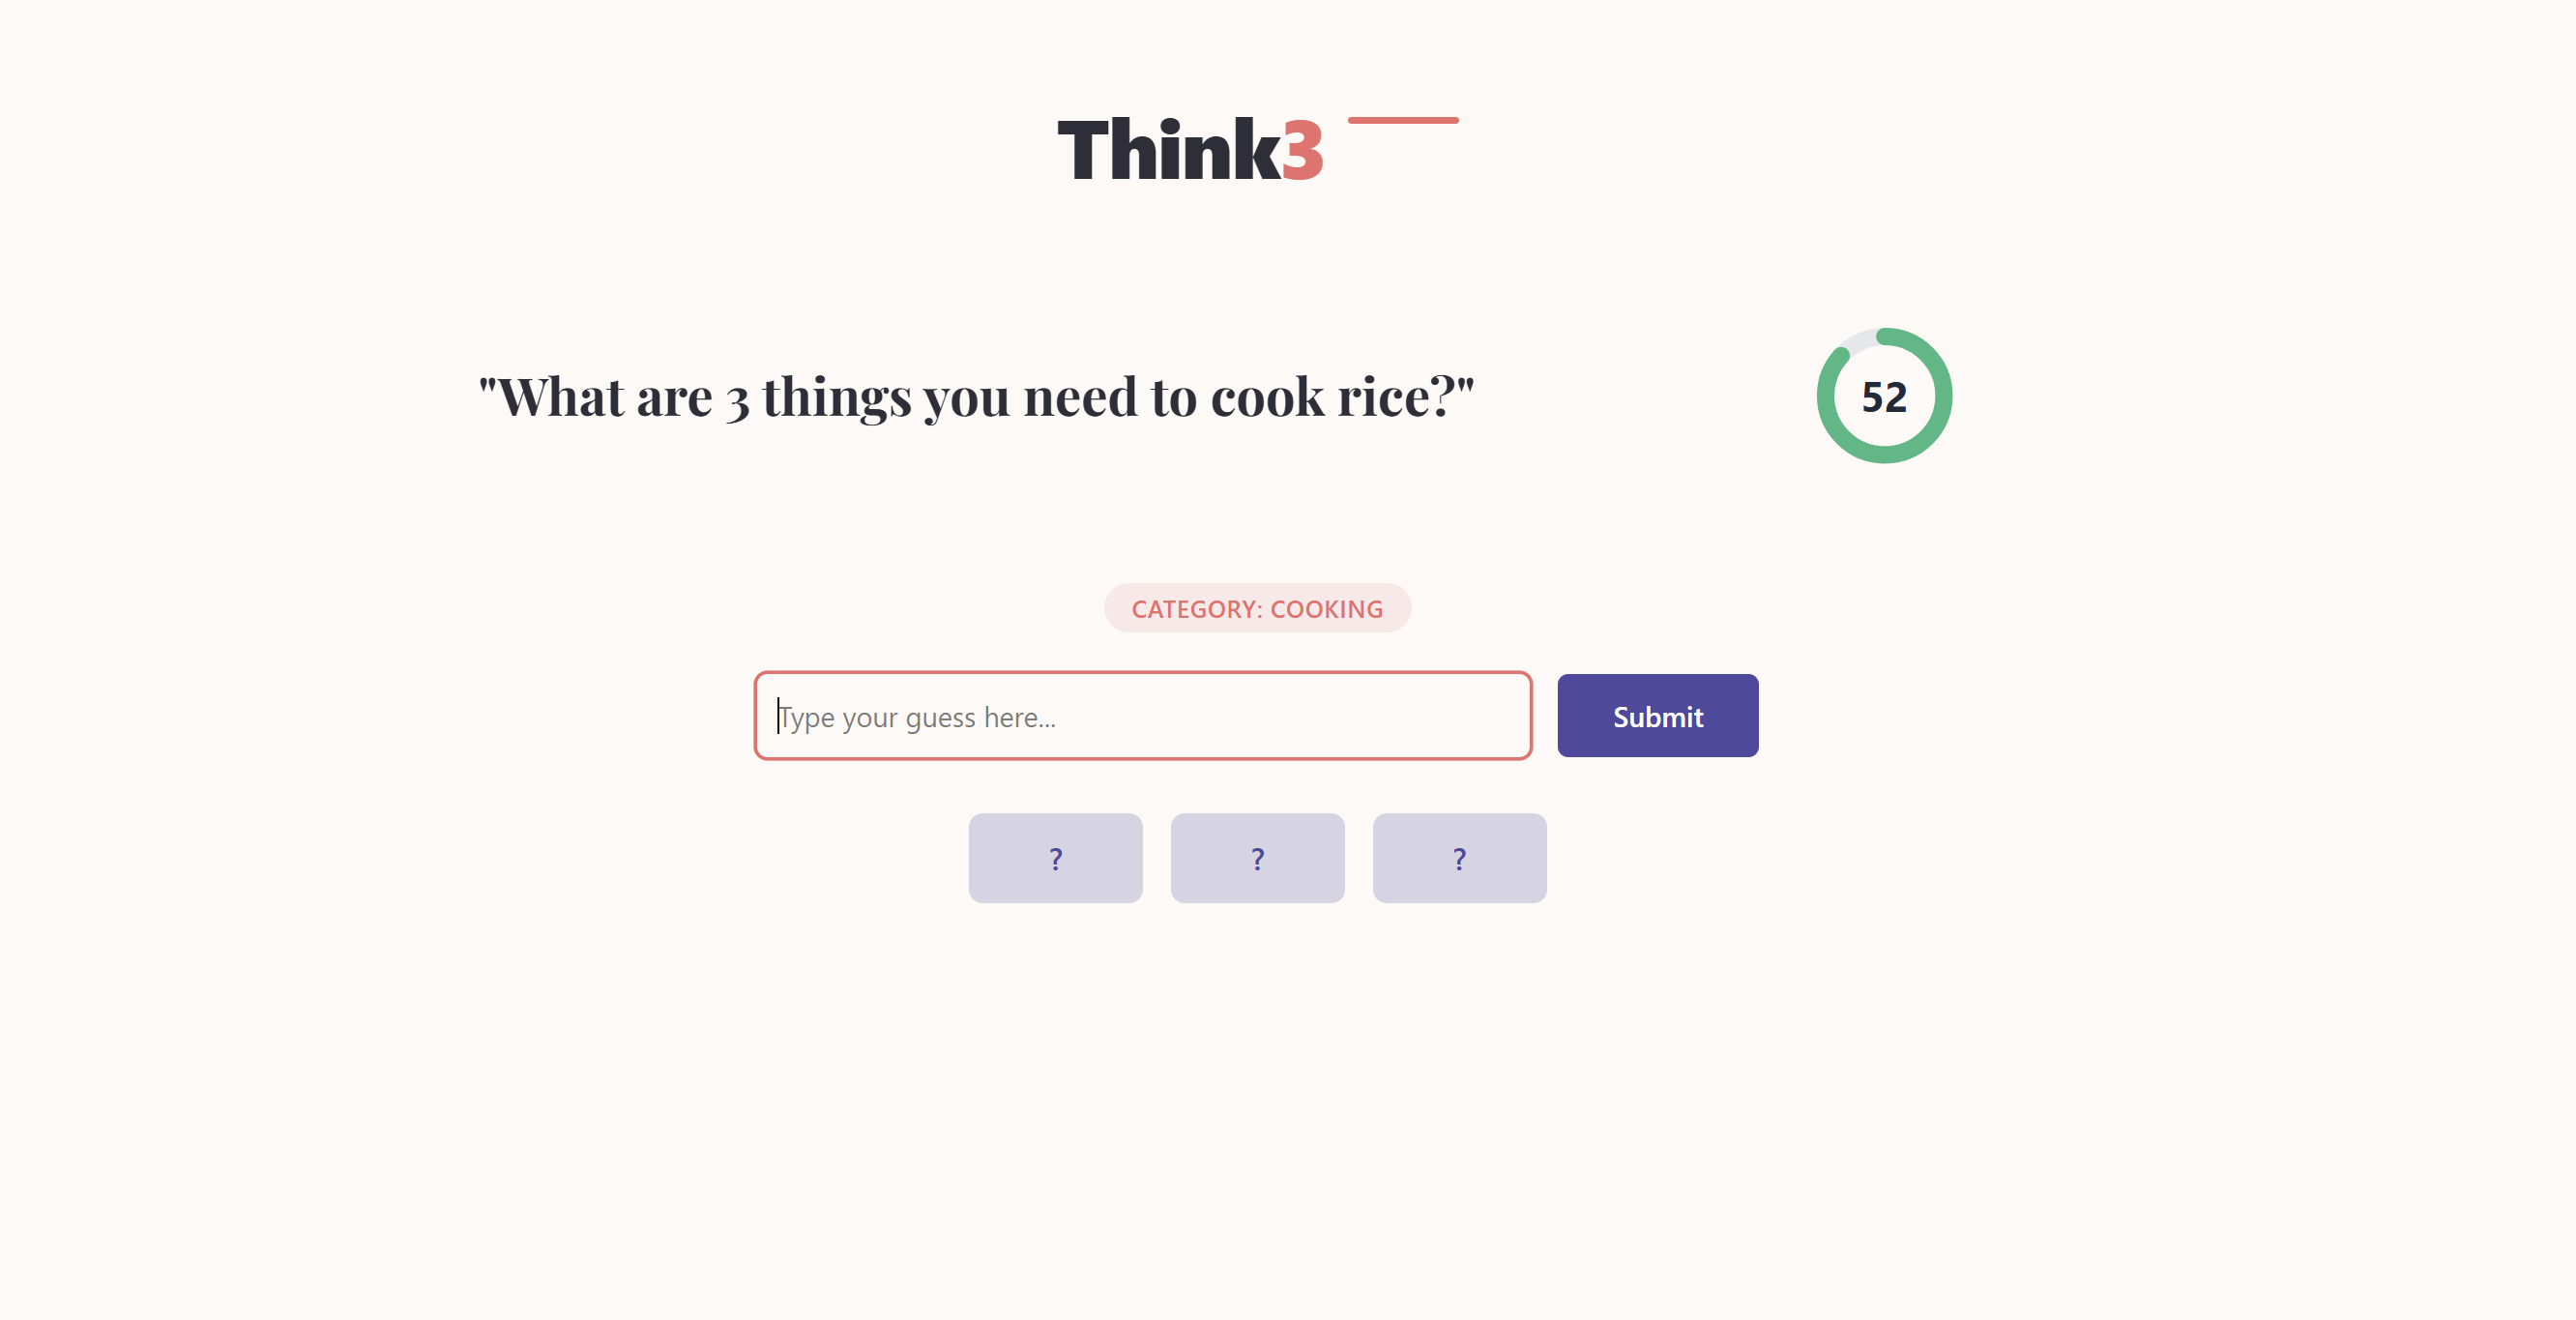 Think3
"What are 3 things you need to cook rice?"
52
CATEGORY: COOKING
Type your guess here...
Submit
? ? ?